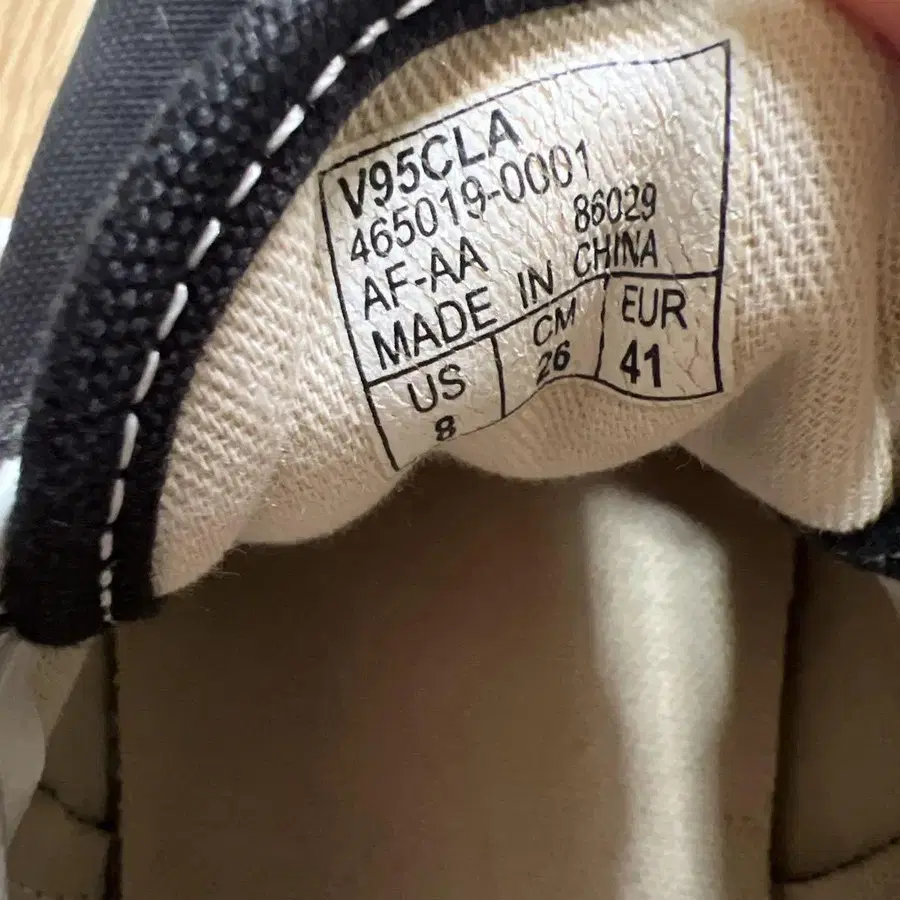 V95CLA
465019-0001
AF-AA 86029
MADE IN CHINA
US CM EUR
8 26 41